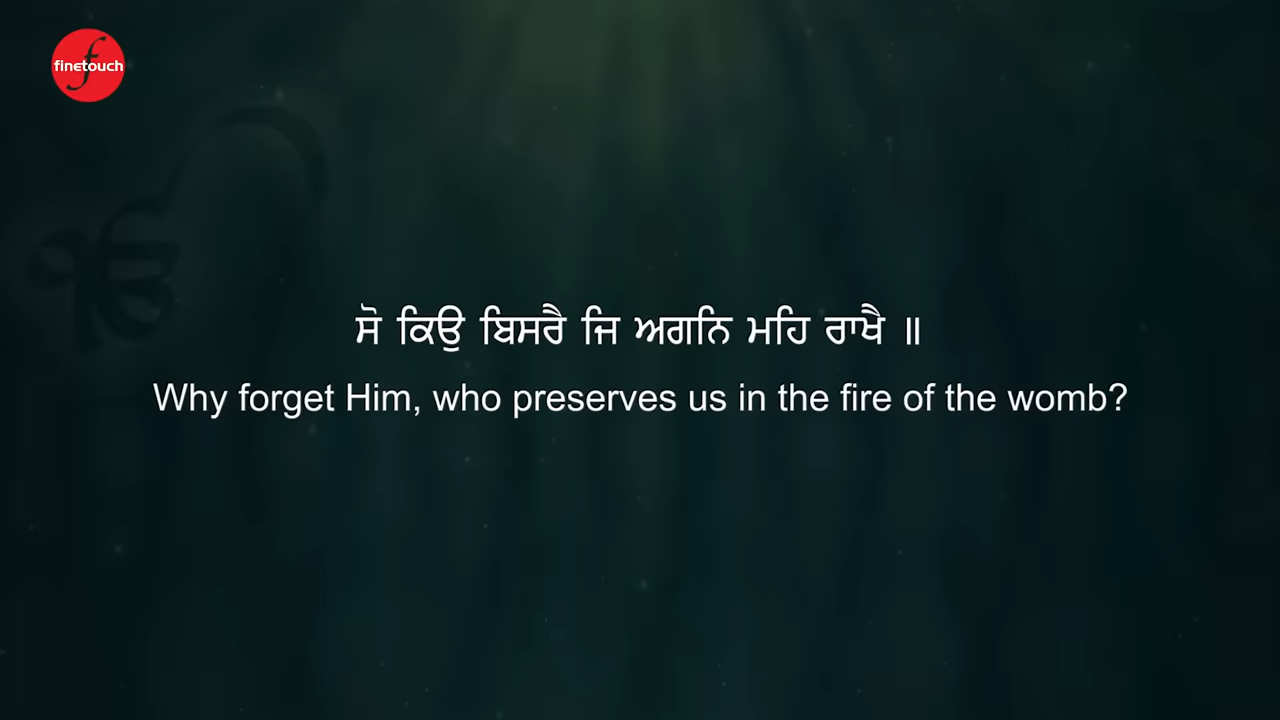 finetouch
ੴ
ਸੋ ਕਿਉ ਬਿਸਰੈ ਜਿ ਅਗਨਿ ਮਹਿ ਰਾਖੈ ॥
Why forget Him, who preserves us in the fire of the womb?